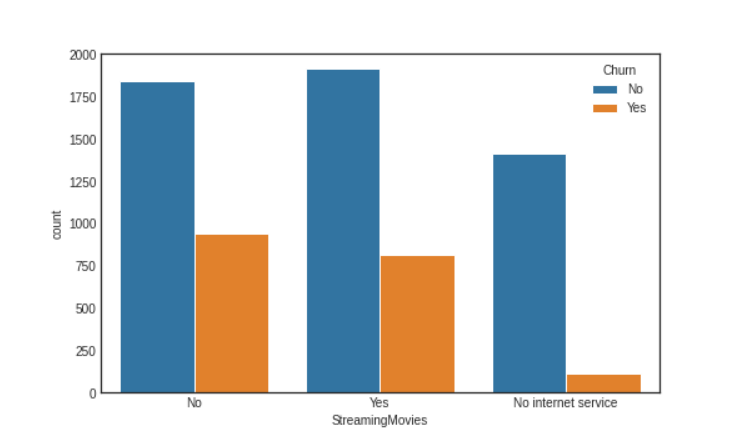 2000
1750
1500
1250
1000
750
500
250
0
count
Churn
No
Yes
No
Yes
No internet service
StreamingMovies